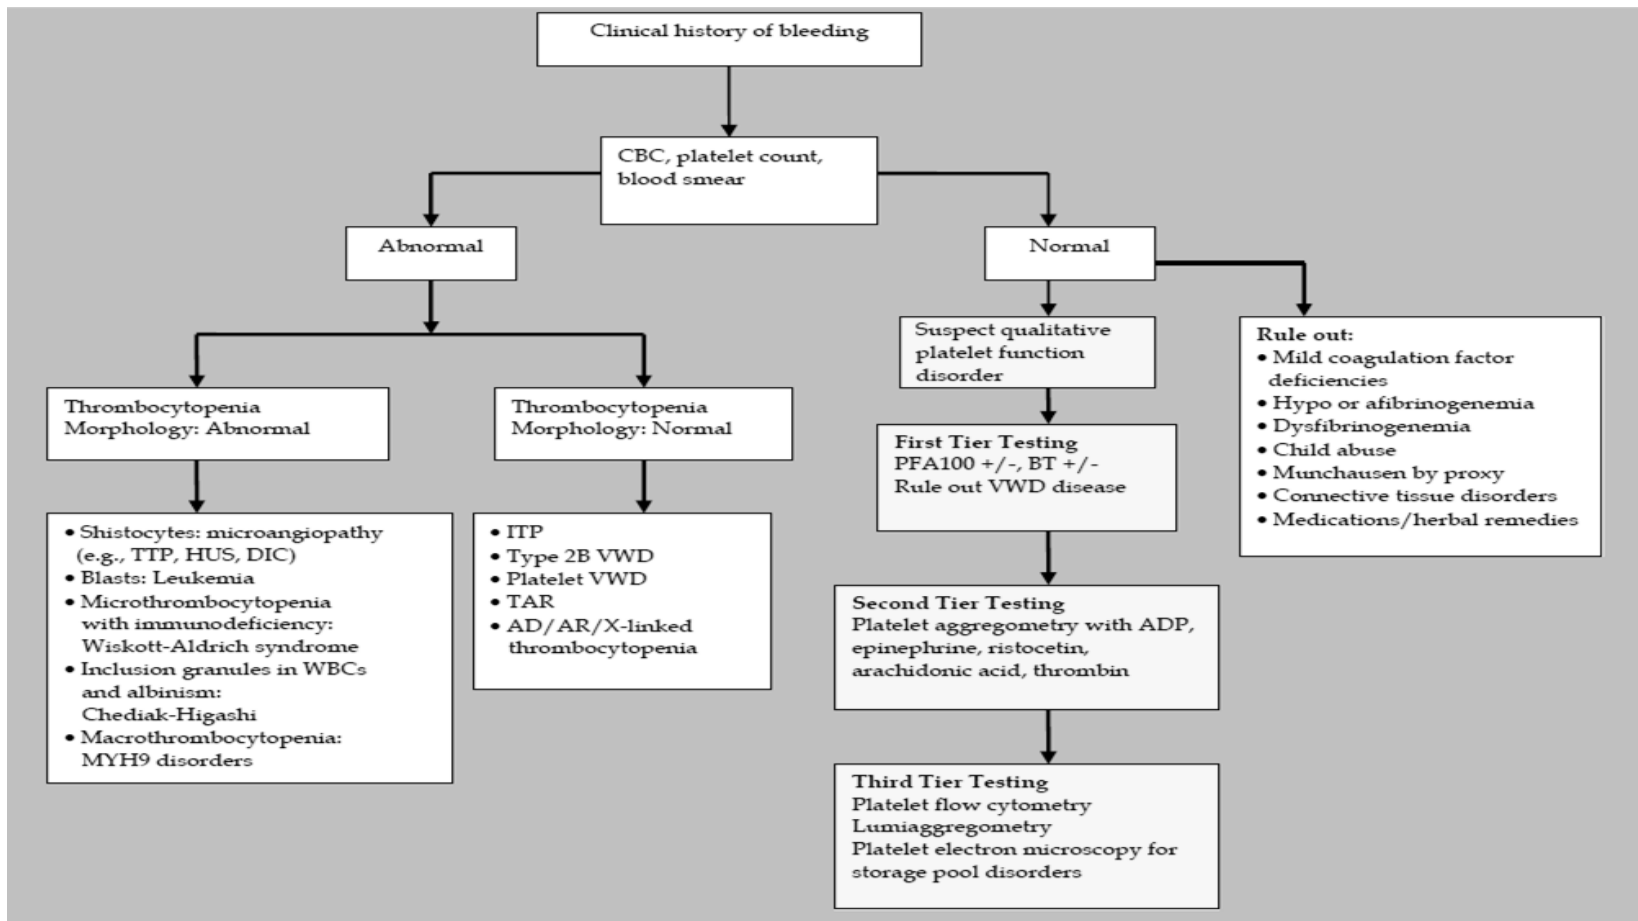 Clinical history of bleeding
CBC, platelet count,
blood smear
Abnormal
Normal
Thrombocytopenia
Morphology: Abnormal
Thrombocytopenia
Morphology: Normal
Suspect qualitative
platelet function
disorder
Rule out:
• Mild coagulation factor
deficiencies
• Hypo or afibrinogenemia
• Dysfibrinogenemia
• Child abuse
• Munchausen by proxy
• Connective tissue disorders
• Medications/herbal remedies
First Tier Testing
PFA100 +/-, BT +/-
Rule out VWD disease
• Shistocytes: microangiopathy
(e.g., TTP, HUS, DIC)
• Blasts: Leukemia
• Microthrombocytopenia
with immunodeficiency:
Wiskott-Aldrich syndrome
• Inclusion granules in WBCs
and albinism:
Chediak-Higashi
• Macrothrombocytopenia:
MYH9 disorders
• ITP
• Type 2B VWD
• Platelet VWD
• TAR
• AD/AR/X-linked
thrombocytopenia
Second Tier Testing
Platelet aggregometry with ADP,
epinephrine, ristocetin,
arachidonic acid, thrombin
Third Tier Testing
Platelet flow cytometry
Lumiaggregometry
Platelet electron microscopy for
storage pool disorders